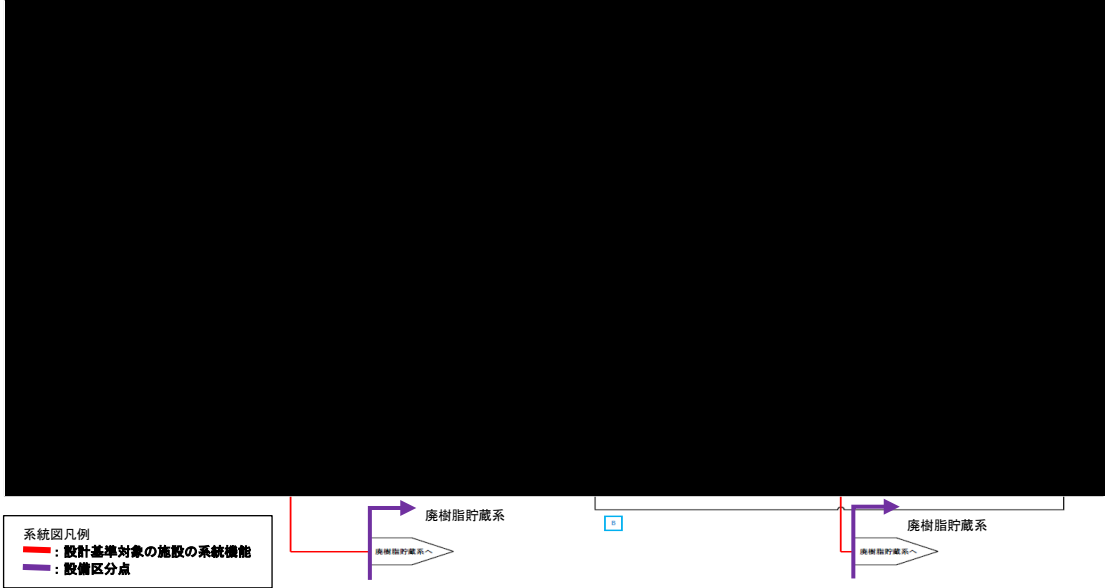 廃樹脂貯蔵系
廃樹脂貯蔵系へ
B
廃樹脂貯蔵系
廃樹脂貯蔵系へ
系統図凡例
：設計基準対象の施設の系統機能
：設備区分点